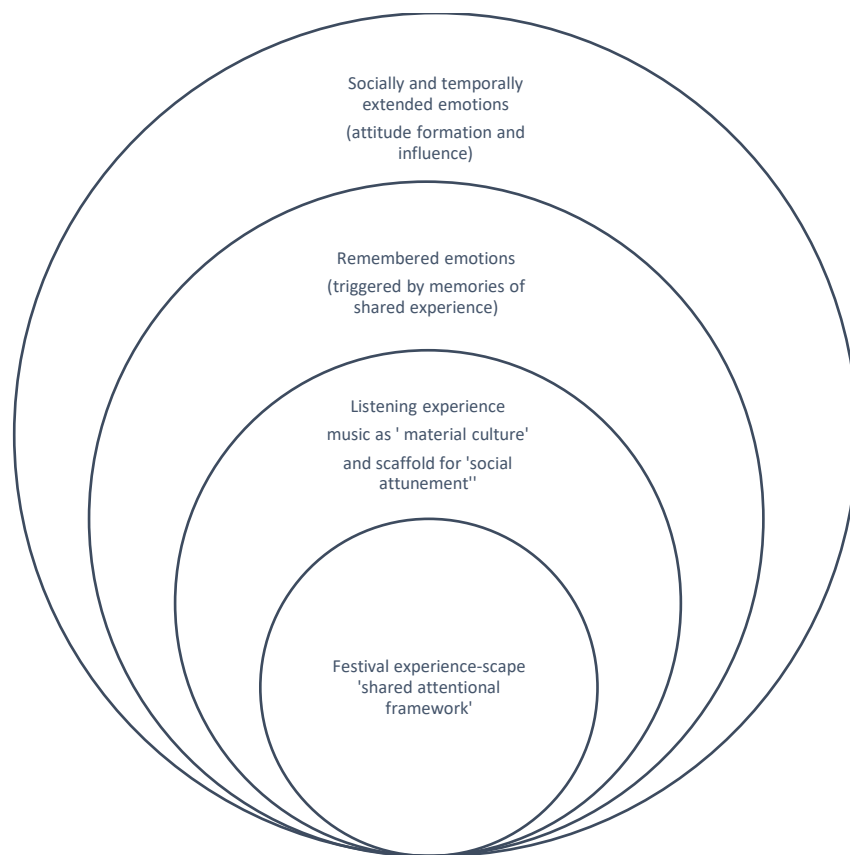 Socially and temporally
extended emotions
(attitude formation and
influence)
Remembered emotions
(triggered by memories of
shared experience)
Listening experience
music as ' material culture'
and scaffold for 'social
attunement''
Festival experience-scape
'shared attentional
framework'